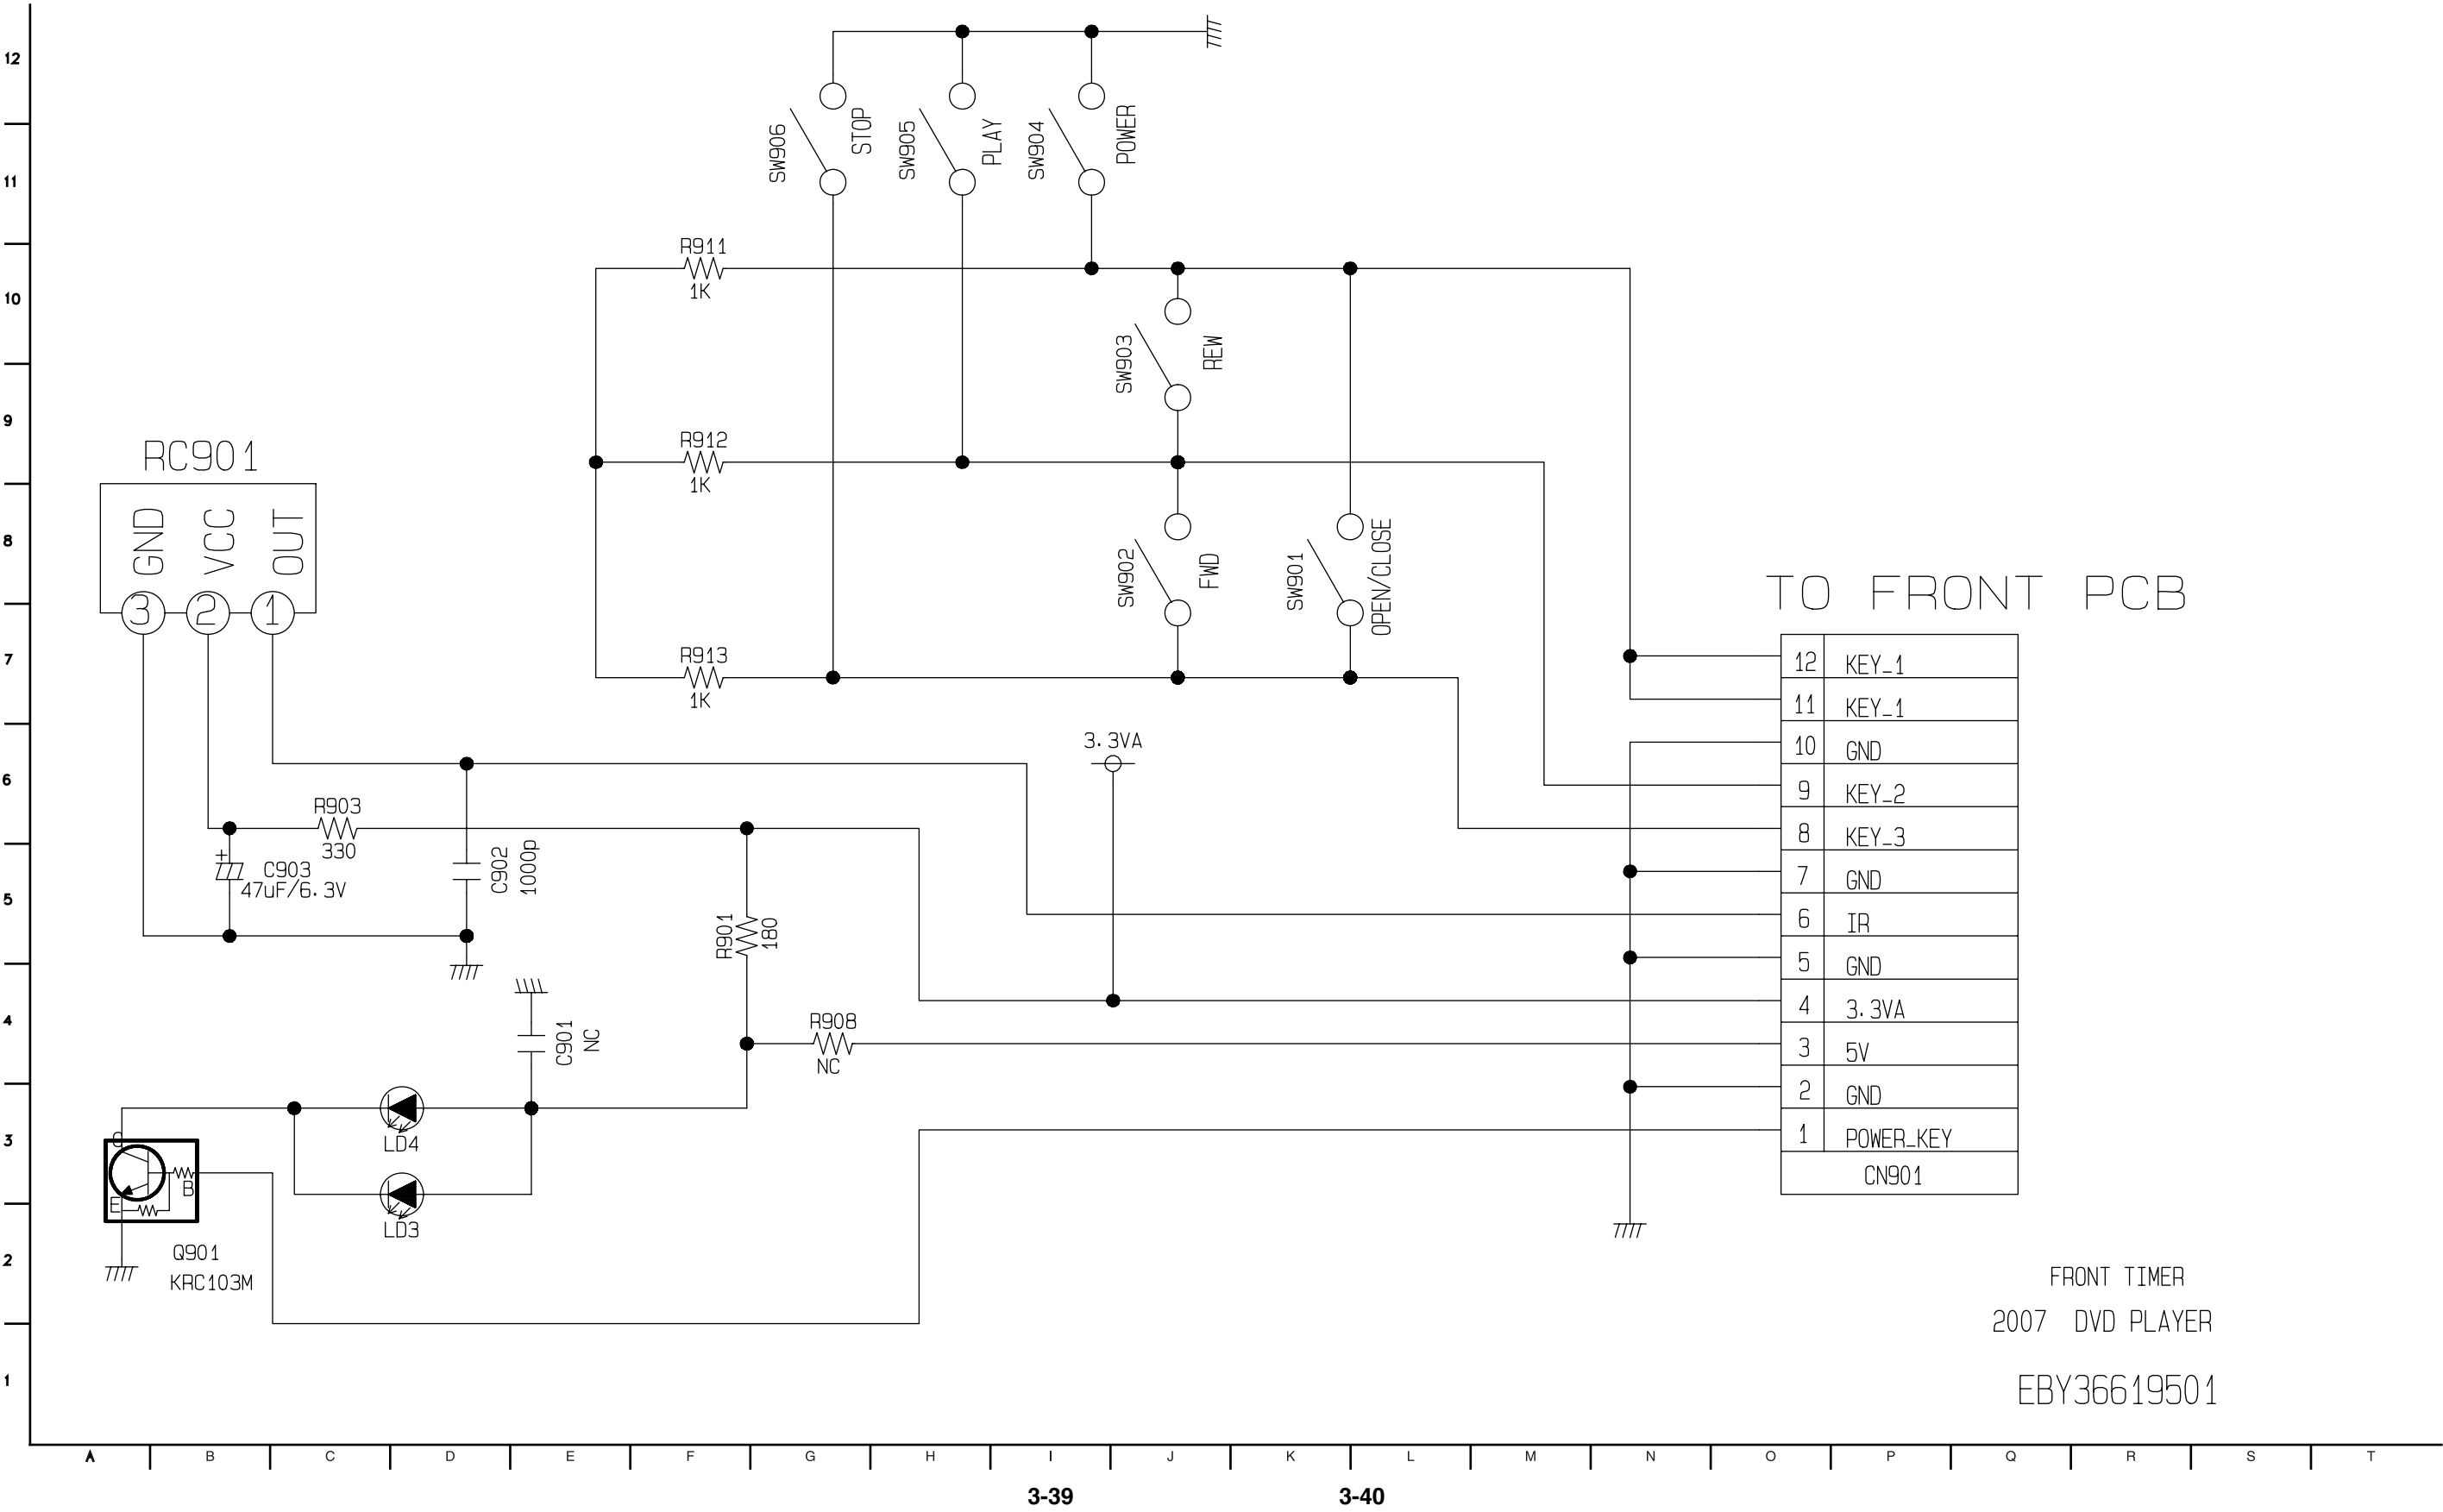 12
11
10
9
8
7
6
5
4
3
2
1
SW906
STOP
SW905
PLAY
SW904
POWER
R911
1K
SW903
REW
R912
1K
SW902
FWD
SW901
OPEN/CLOSE
R913
1K
RC901
GND
VCC
OUT
3
2
1
3.3VA
R903
330
C903
47uF/6.3V
C902
1000p
R901
180
C901
NC
R908
NC
LD4
LD3
C
B
E
Q901
KRC103M
TO FRONT PCB
12 KEY_1
11 KEY_1
10 GND
9 KEY_2
8 KEY_3
7 GND
6 IR
5 GND
4 3.3VA
3 5V
2 GND
1 POWER_KEY
CN901
FRONT TIMER
2007 DVD PLAYER
EBY36619501
A B C D E F G H I J K L M N O P Q R S T
3-39 3-40